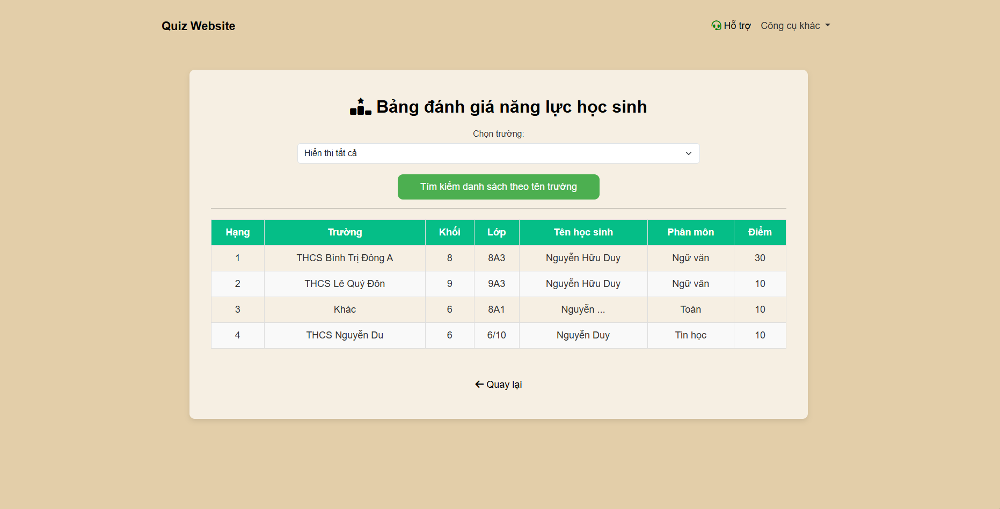 Quiz Website
Hỗ trợ Công cụ khác
Bảng đánh giá năng lực học sinh
Chọn trường:
Hiển thị tất cả
Tìm kiếm danh sách theo tên trường
Hạng Trường Khối Lớp Tên học sinh Phân môn Điểm
1 THCS Bình Trị Đông A 8 8A3 Nguyễn Hữu Duy Ngữ văn 30
2 THCS Lê Quý Đôn 9 9A3 Nguyễn Hữu Duy Ngữ văn 10
3 Khác 6 8A1 Nguyễn ... Toán 10
4 THCS Nguyễn Du 6 6/10 Nguyễn Duy Tin học 10
Quay lại